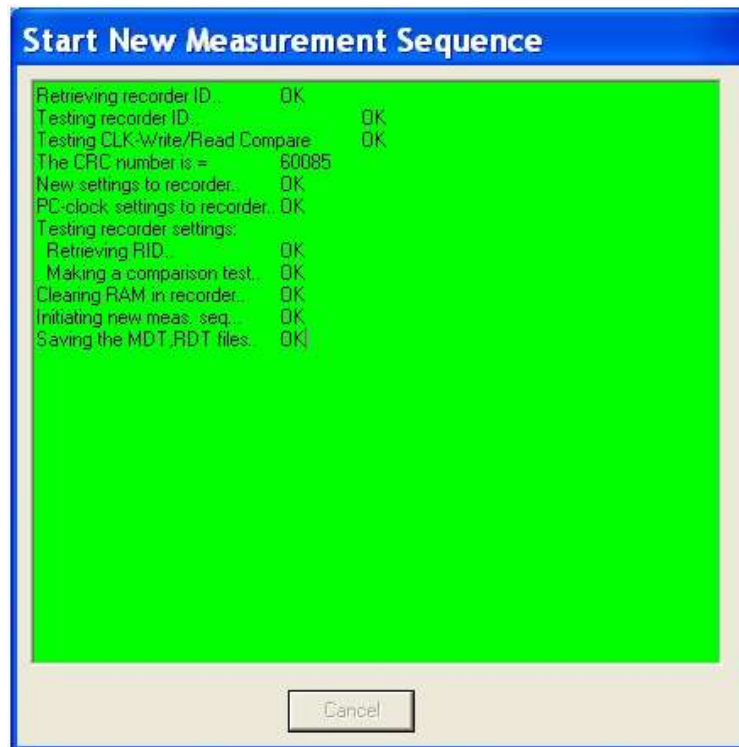 Start New Measurement Sequence
Retrieving recorder ID.. OK
Testing recorder ID.. OK
Testing CLK-Write/Read Compare OK
The CRC number is = 60085
New settings to recorder.. OK
PC-clock settings to recorder.. OK
Testing recorder settings:
Retrieving RID.. OK
Making a comparison test.. OK
Clearing RAM in recorder.. OK
Initiating new meas. seq... OK
Saving the MDT,RDT files.. OK
Cancel